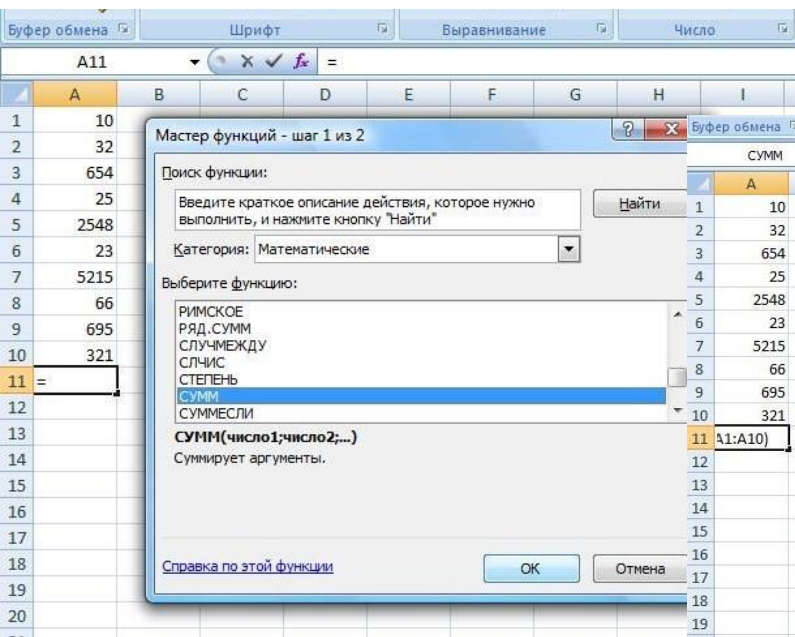 Буфер обмена Шрифт Выравнивание Число
A11 fx =
A B C D E F G H I
1 10
2 32
3 654
4 25
5 2548
6 23
7 5215
8 66
9 695
10 321
11 =
12
13
14
15
16
17
18
19
20
Мастер функций - шаг 1 из 2
?
Поиск функции:
Введите краткое описание действия, которое нужно
выполнить, и нажмите кнопку "Найти"
Найти
Категория: Математические
Выберите функцию:
РИМСКОЕ
РЯД.СУММ
СЛУЧМЕЖДУ
СЛЧИС
СТЕПЕНЬ
СУММ
СУММЕСЛИ
СУММ(число1;число2;...)
Суммирует аргументы.
Справка по этой функции
ОК
Отмена
Буфер обмена
СУММ
A
1 10
2 32
3 654
4 25
5 2548
6 23
7 5215
8 66
9 695
10 321
11 A1:A10)
12
13
14
15
16
17
18
19